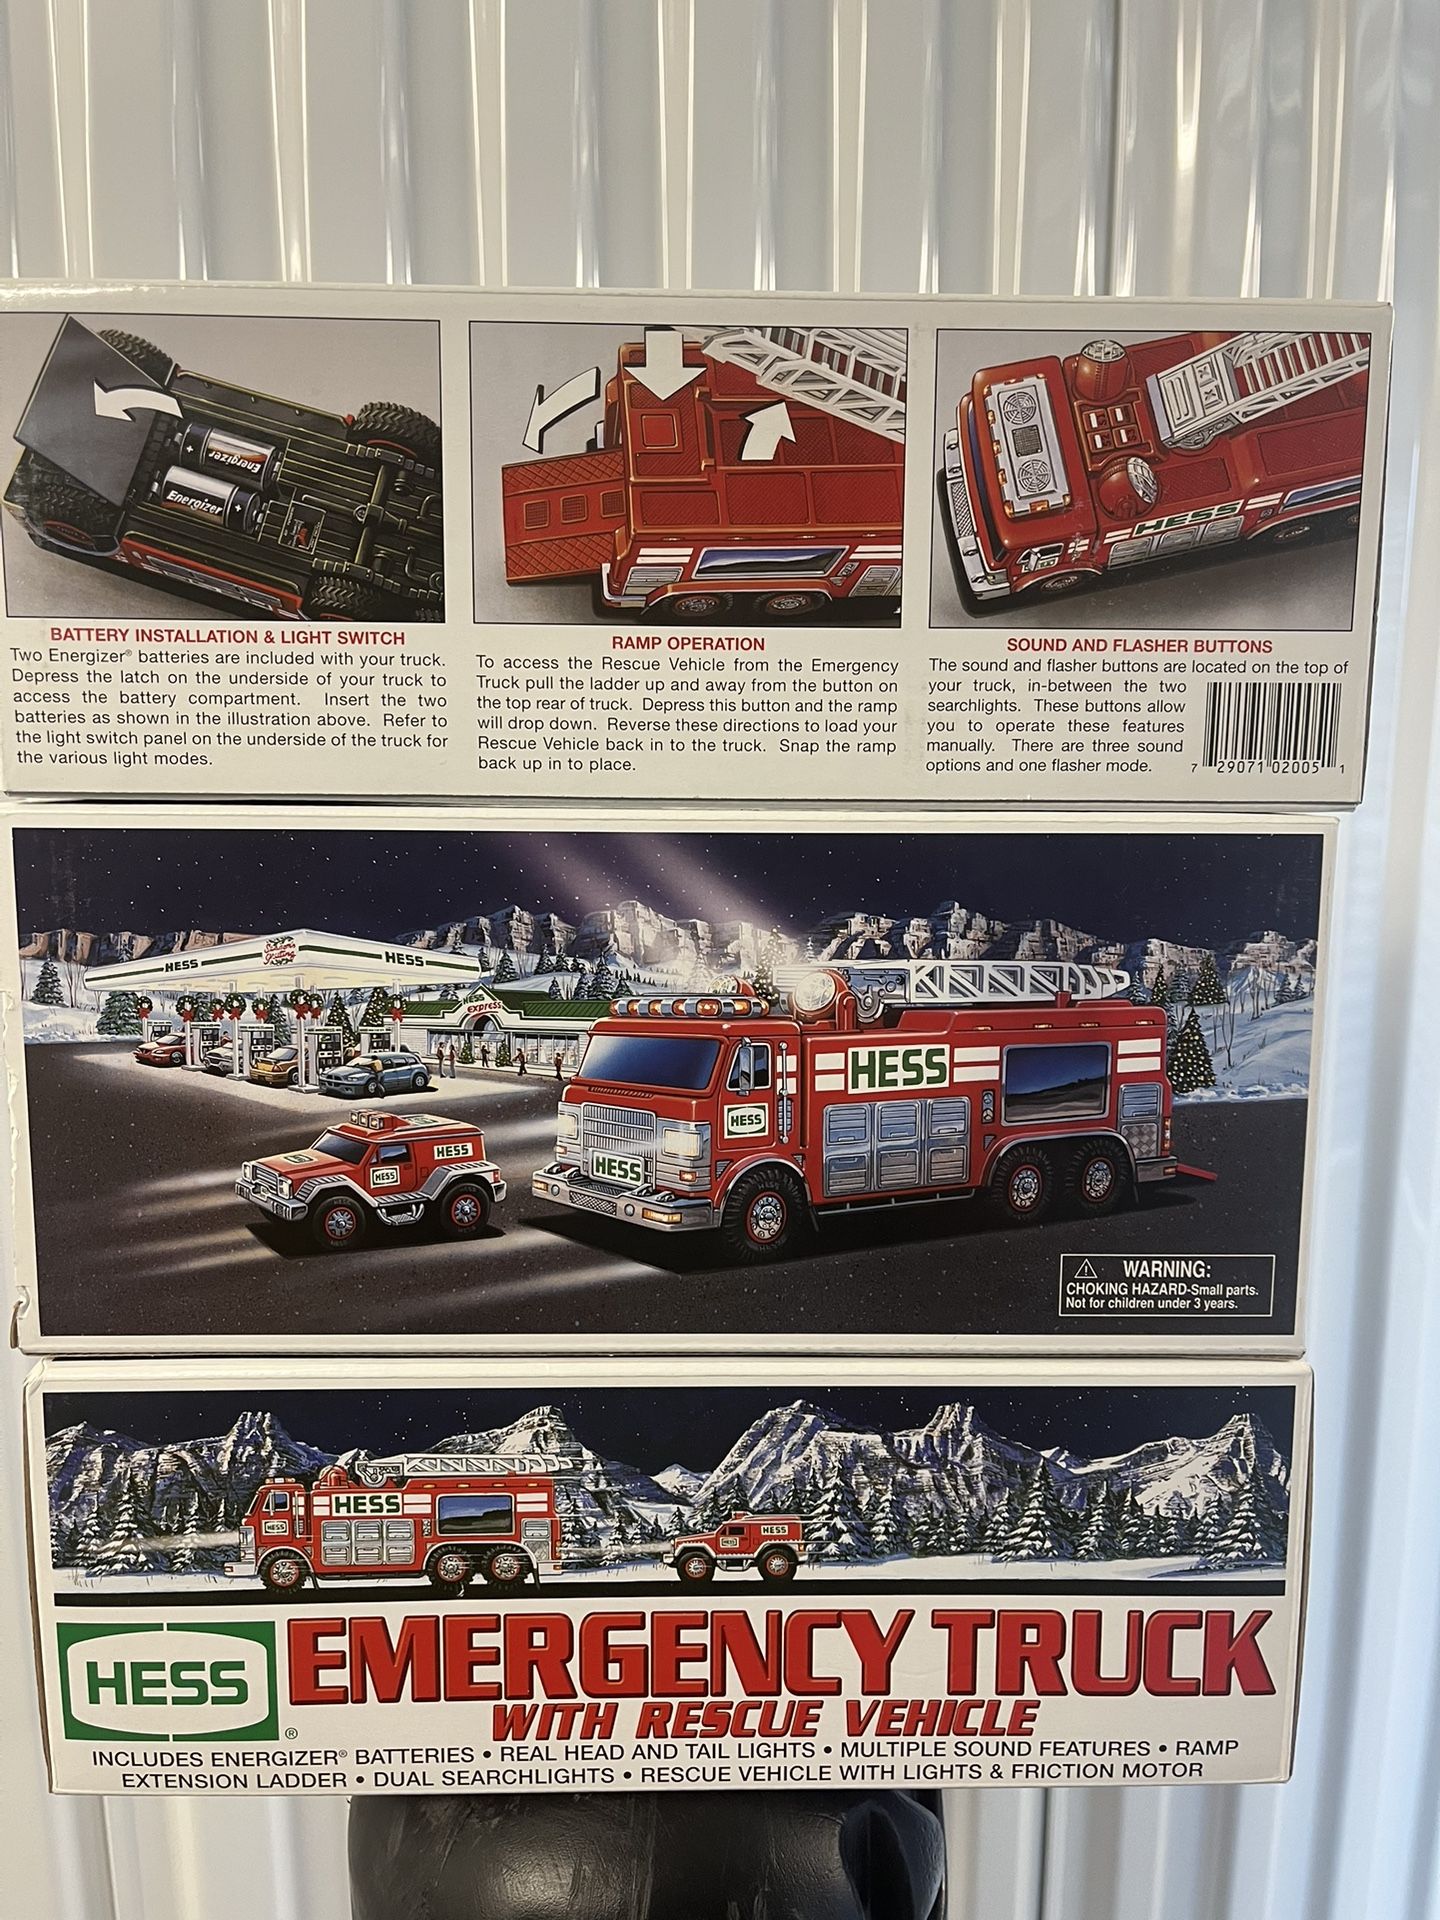 Energizer
Energizer
HESS
BATTERY INSTALLATION & LIGHT SWITCH
Two Energizer® batteries are included with your truck.
Depress the latch on the underside of your truck to
access the battery compartment. Insert the two
batteries as shown in the illustration above. Refer to
the light switch panel on the underside of the truck for
the various light modes.
RAMP OPERATION
To access the Rescue Vehicle from the Emergency
Truck pull the ladder up and away from the button on
the top rear of truck. Depress this button and the ramp
will drop down. Reverse these directions to load your
Rescue Vehicle back in to the truck. Snap the ramp
back up in to place.
SOUND AND FLASHER BUTTONS
The sound and flasher buttons are located on the top of
your truck, in-between the two
searchlights. These buttons allow
you to operate these features
manually. There are three sound
options and one flasher mode.
7 29071 02005 1
HESS
Season's
Greeting
HESS
HESS
express
HESS
HESS
HESS
HESS
HESS
WARNING:
CHOKING HAZARD-Small parts.
Not for children under 3 years.
HESS
HESS
HESS
HESS
EMERGENCY TRUCK
WITH RESCUE VEHICLE
INCLUDES ENERGIZER® BATTERIES • REAL HEAD AND TAIL LIGHTS • MULTIPLE SOUND FEATURES • RAMP
EXTENSION LADDER • DUAL SEARCHLIGHTS • RESCUE VEHICLE WITH LIGHTS & FRICTION MOTOR